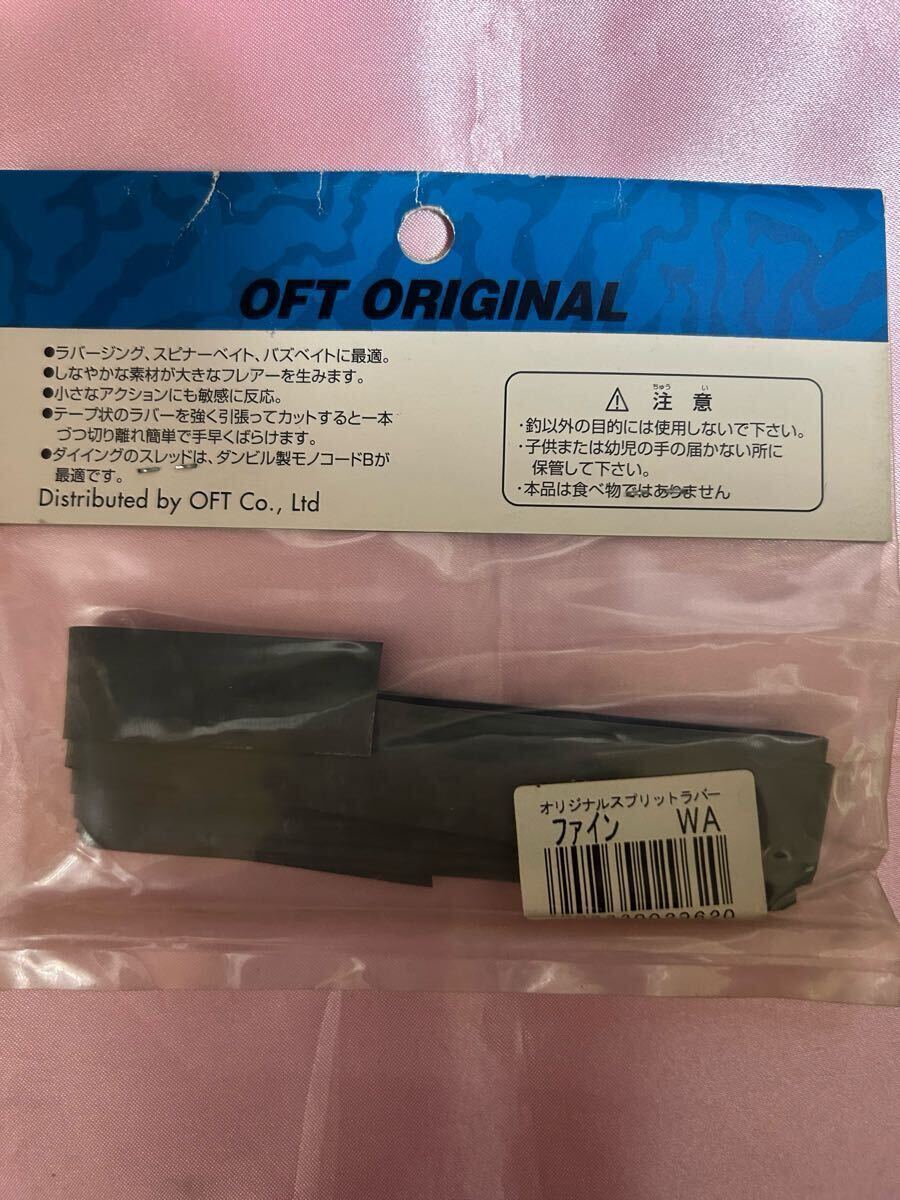 OFT ORIGINAL
●ラバージング、スピナーベイト、バズベイトに最適。
●しなやかな素材が大きなフレアーを生みます。
●小さなアクションにも敏感に反応。
●テープ状のラバーを強く引張ってカットすると一本
づつ切り離れ簡単で手早くばらけます。
●ダイイングのスレッドは、ダンビル製モノコードBが
最適です。
Distributed by OFT Co., Ltd
ちゅう い
注 意
・釣以外の目的には使用しないで下さい。
・子供または幼児の手の届かない所に
保管して下さい。
・本品は食べ物ではありません
オリジナルスプリットラバー
ファイン WA